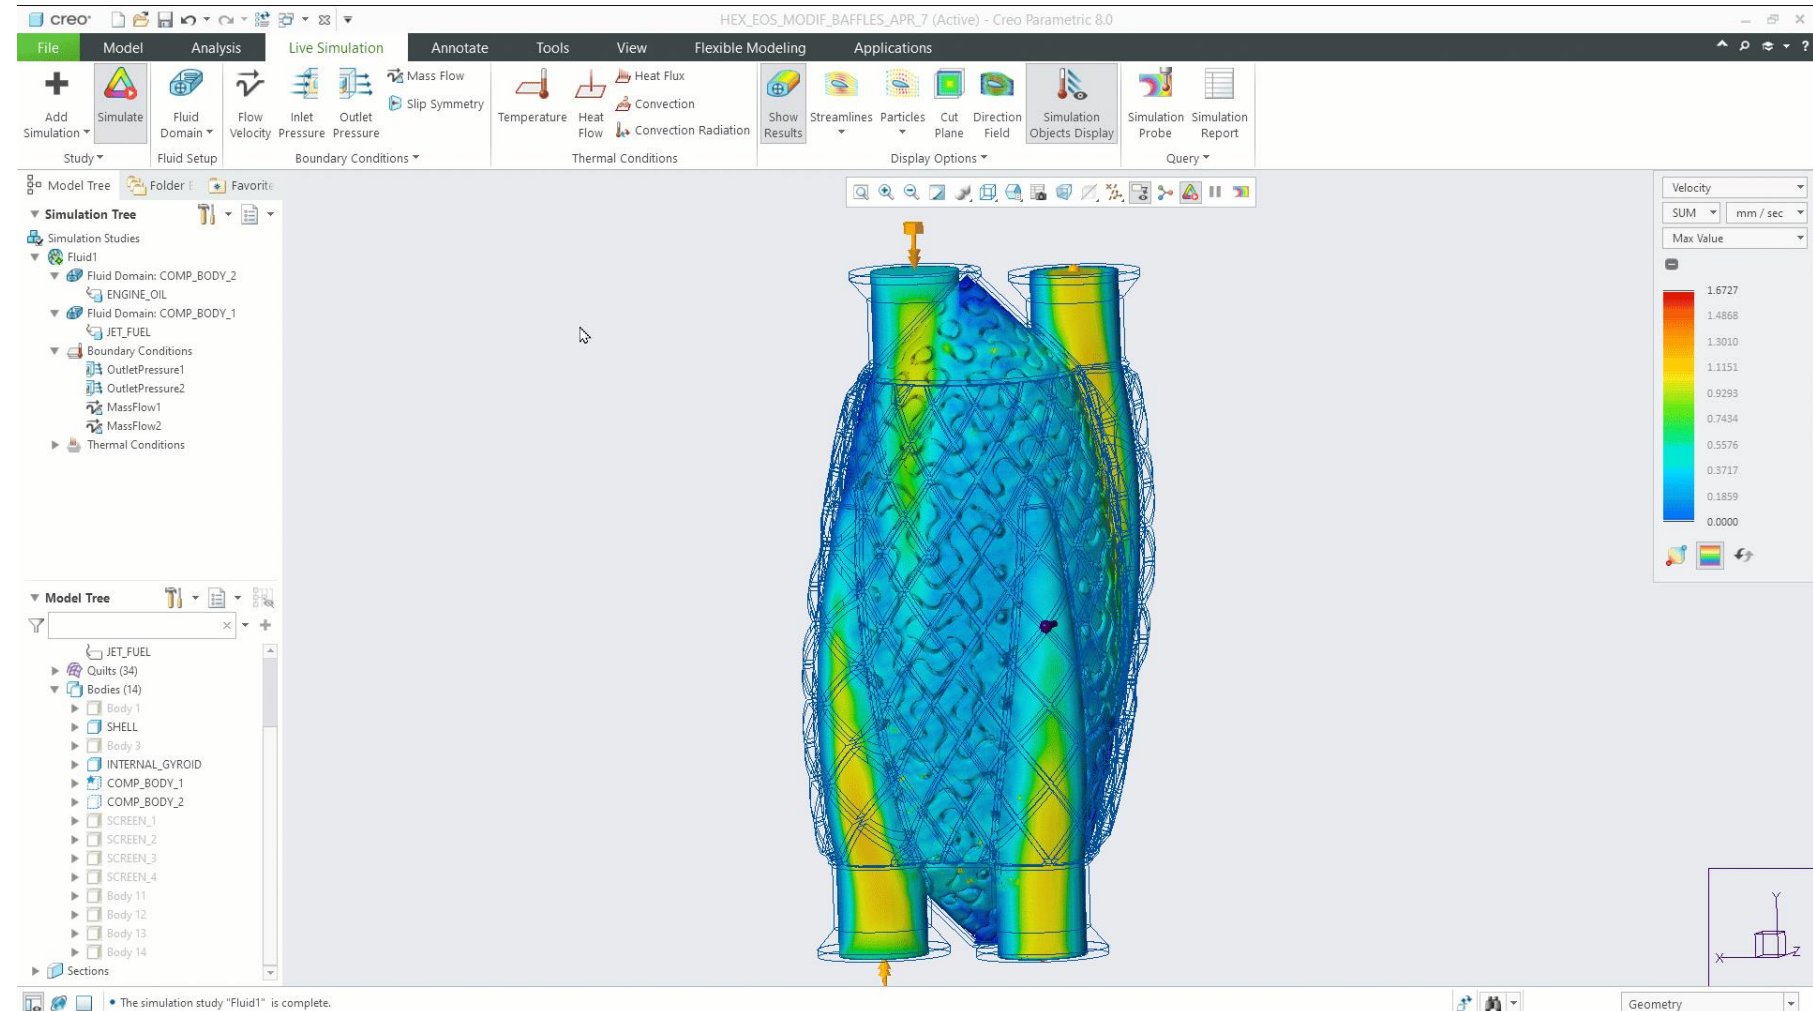 creo
HEX_EOS_MODIF_BAFFLES_APR_7 (Active) - Creo Parametric 8.0
File Model Analysis Live Simulation Annotate Tools View Flexible Modeling Applications
Add Simulation
Simulate
Fluid Domain
Flow Velocity
Inlet Pressure
Outlet Pressure
Mass Flow
Slip Symmetry
Temperature
Heat Flow
Heat Flux
Convection
Convection Radiation
Show Results
Streamlines
Particles
Cut Plane
Direction Field
Simulation Objects Display
Simulation Probe
Simulation Report
Study
Fluid Setup
Boundary Conditions
Thermal Conditions
Display Options
Query
Model Tree
Folder
Favorite
Simulation Tree
Simulation Studies
Fluid1
Fluid Domain: COMP_BODY_2
ENGINE_OIL
Fluid Domain: COMP_BODY_1
JET_FUEL
Boundary Conditions
OutletPressure1
OutletPressure2
MassFlow1
MassFlow2
Thermal Conditions
Model Tree
JET_FUEL
Quilts (34)
Bodies (14)
Body 1
SHELL
Body 3
INTERNAL_GYROID
COMP_BODY_1
COMP_BODY_2
SCREEN_1
SCREEN_2
SCREEN_3
SCREEN_4
Body 11
Body 12
Body 13
Body 14
Sections
Velocity
SUM mm / sec
Max Value
1.6727
1.4868
1.3010
1.1151
0.9293
0.7434
0.5576
0.3717
0.1859
0.0000
Y
X
Z
• The simulation study "Fluid1" is complete.
Geometry